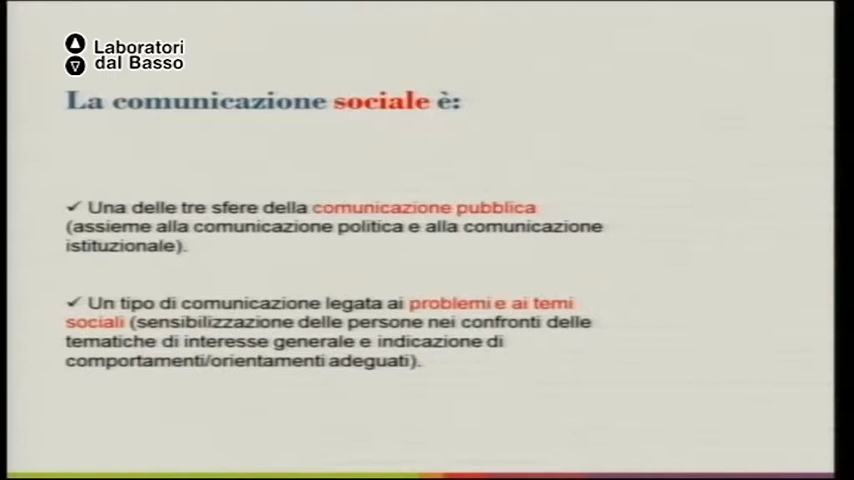 Laboratori
dal Basso
La comunicazione sociale è:
✓ Una delle tre sfere della comunicazione pubblica
(assieme alla comunicazione politica e alla comunicazione
istituzionale).
✓ Un tipo di comunicazione legata ai problemi e ai temi
sociali (sensibilizzazione delle persone nei confronti delle
tematiche di interesse generale e indicazione di
comportamenti/orientamenti adeguati).